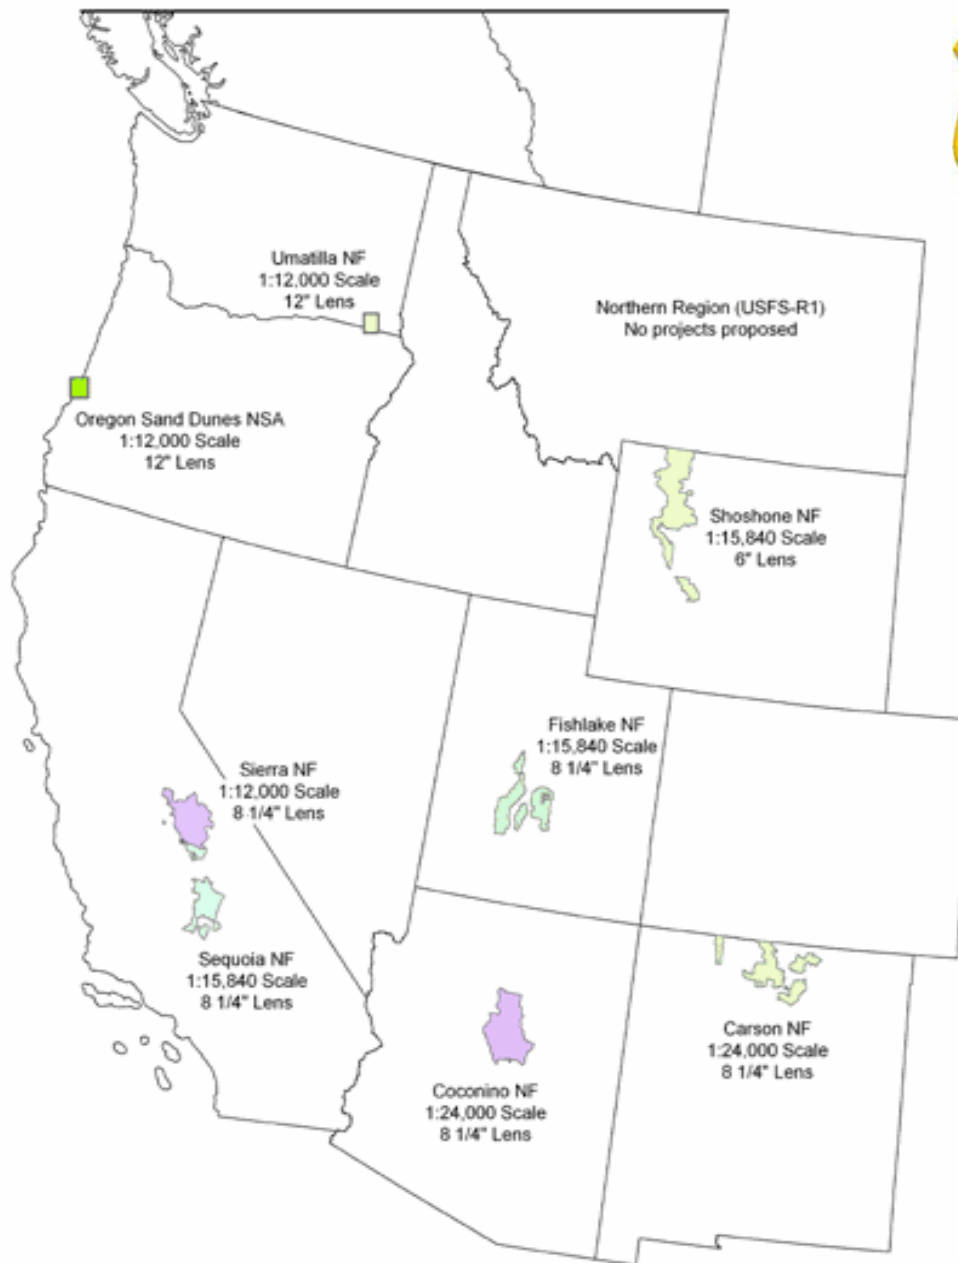 Umatilla NF
1:12,000 Scale
12" Lens
Northern Region (USFS-R1)
No projects proposed
Oregon Sand Dunes NSA
1:12,000 Scale
12" Lens
Shoshone NF
1:15,840 Scale
6" Lens
Fishlake NF
1:15,840 Scale
8 1/4" Lens
Sierra NF
1:12,000 Scale
8 1/4" Lens
Sequoia NF
1:15,840 Scale
8 1/4" Lens
Carson NF
1:24,000 Scale
8 1/4" Lens
Coconino NF
1:24,000 Scale
8 1/4" Lens